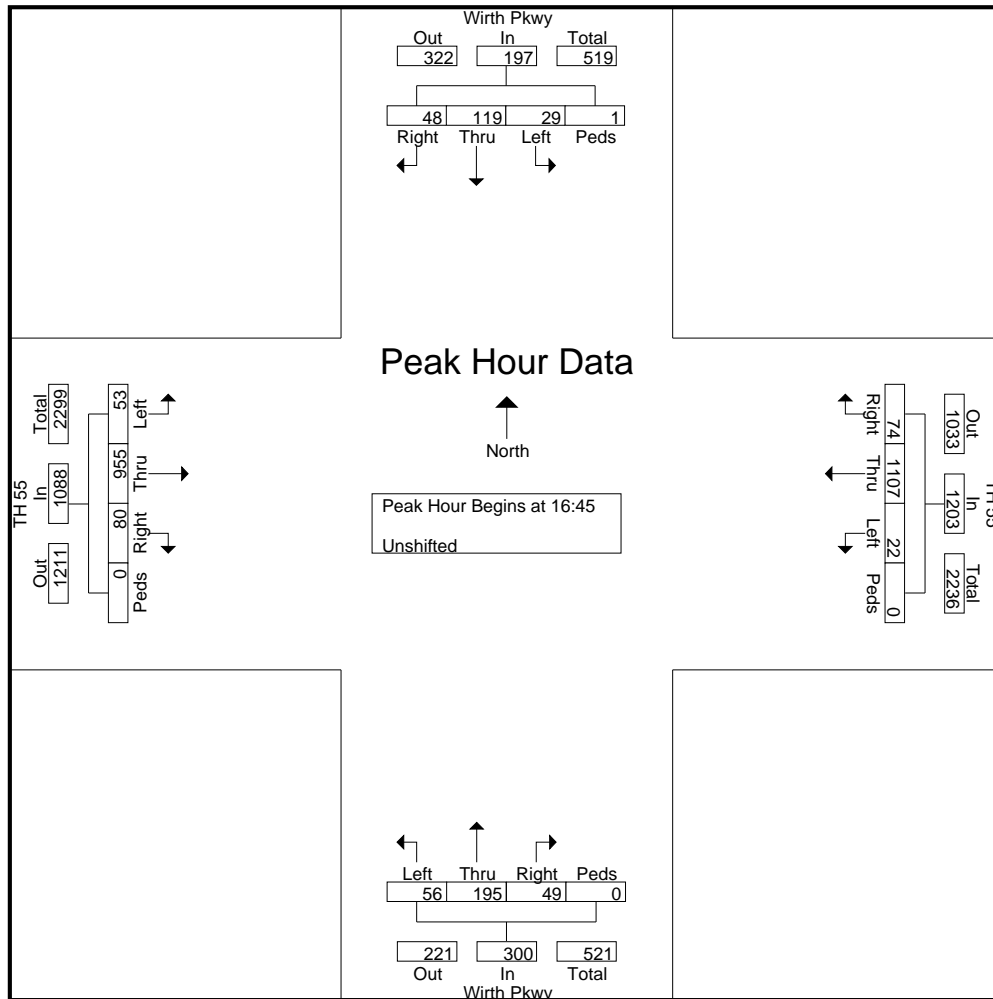 Wirth Pkwy
Out In Total
322 197 519
48 119 29 1
Right Thru Left Peds
Peak Hour Data
North
Peak Hour Begins at 16:45
Unshifted
TH 55
Total In Out
2299 1088 1211
53 955 80 0
Left Thru Right Peds
Right Thru Left Peds
74 1107 22 0
Out In Total
1033 1203 2236
TH 55
Left Thru Right Peds
56 195 49 0
221 300 521
Out In Total
Wirth Pkwy